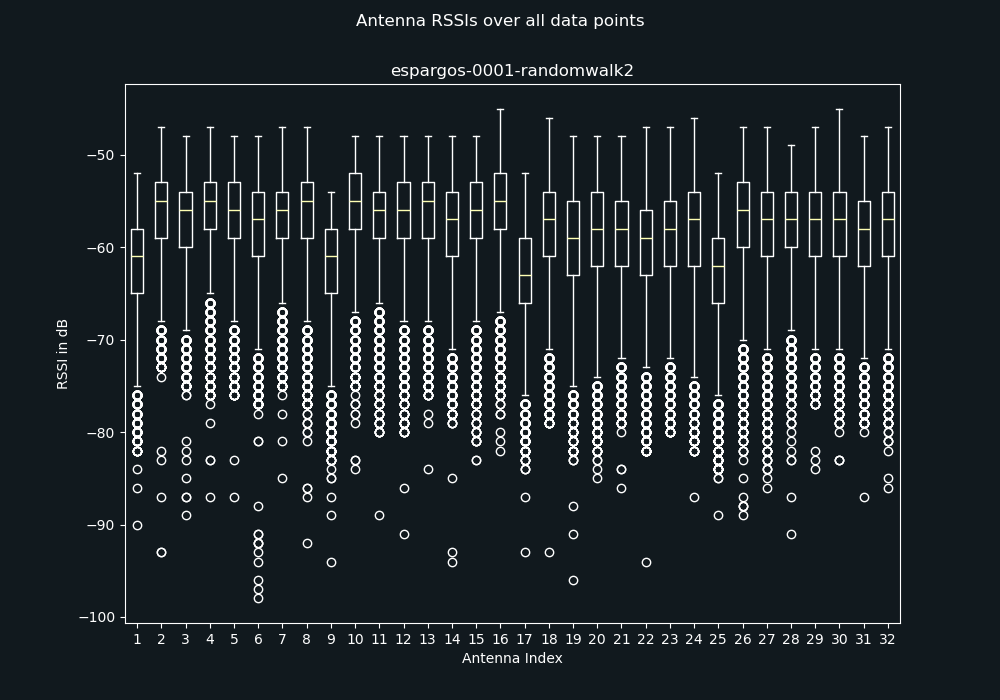 Antenna RSSIs over all data points
espargos-0001-randomwalk2
RSSI in dB
−50
−60
−70
−80
−90
−100
1 2 3 4 5 6 7 8 9 10 11 12 13 14 15 16 17 18 19 20 21 22 23 24 25 26 27 28 29 30 31 32
Antenna Index